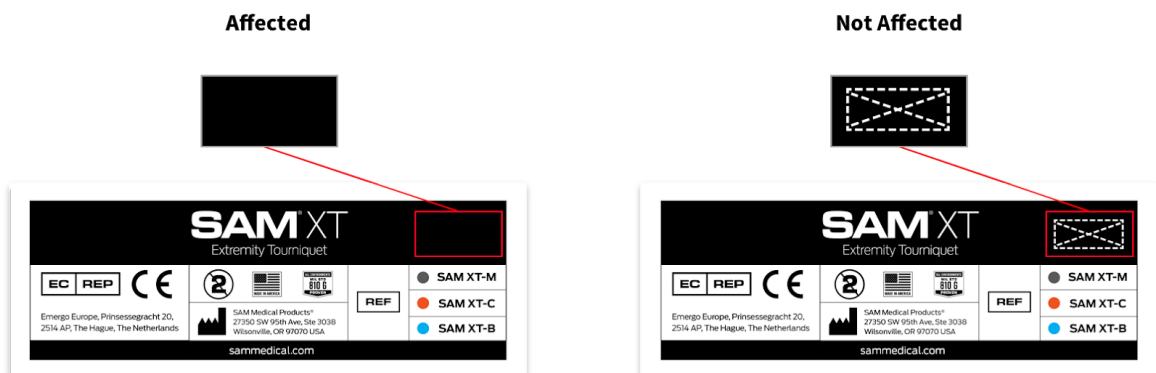 Affected
Not Affected
SAM® XT
Extremity Tourniquet
EC REP
CE
2
MADE IN AMERICA
810 G
PROVEN
REF
SAM XT-M
SAM XT-C
SAM XT-B
Emergo Europe, Prinsessegracht 20,
2514 AP, The Hague, The Netherlands
SAM Medical Products®
27350 SW 95th Ave, Ste 3038
Wilsonville, OR 97070 USA
sammedical.com
SAM® XT
Extremity Tourniquet
EC REP
CE
2
MADE IN AMERICA
810 G
PROVEN
REF
SAM XT-M
SAM XT-C
SAM XT-B
Emergo Europe, Prinsessegracht 20,
2514 AP, The Hague, The Netherlands
SAM Medical Products®
27350 SW 95th Ave, Ste 3038
Wilsonville, OR 97070 USA
sammedical.com